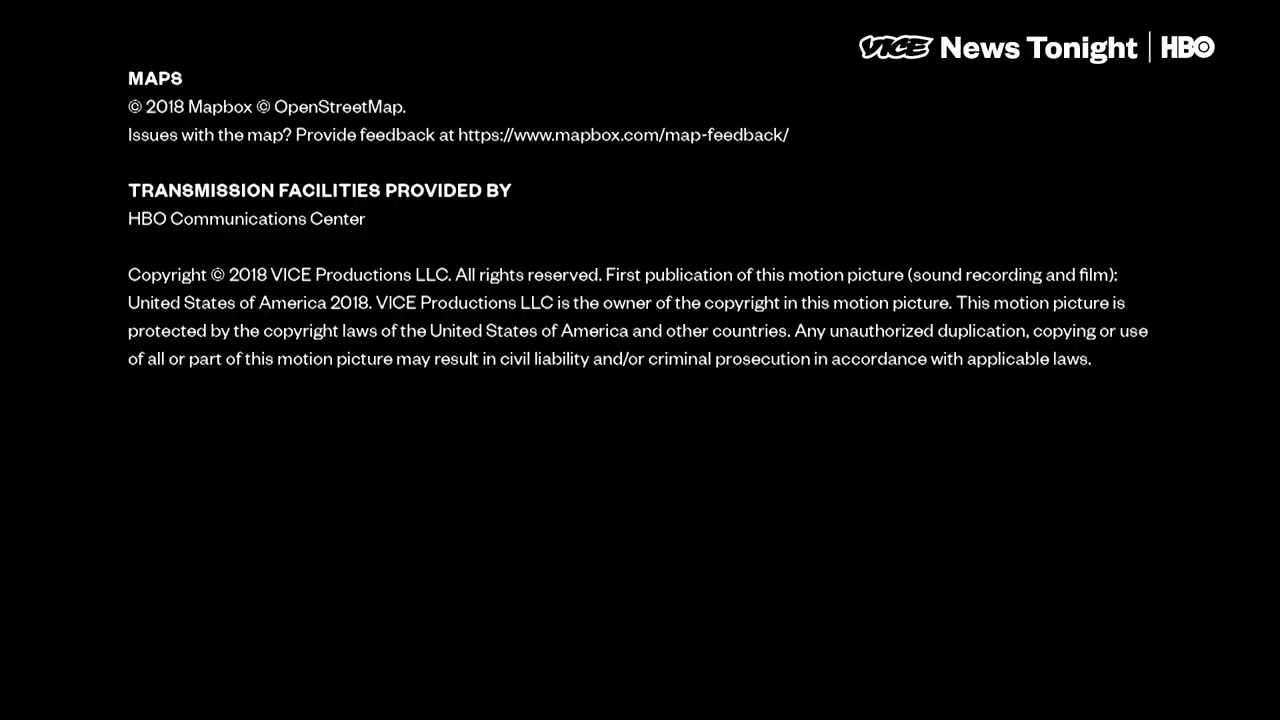 VICE News Tonight | HBO
MAPS
© 2018 Mapbox © OpenStreetMap.
Issues with the map? Provide feedback at https://www.mapbox.com/map-feedback/
TRANSMISSION FACILITIES PROVIDED BY
HBO Communications Center
Copyright © 2018 VICE Productions LLC. All rights reserved. First publication of this motion picture (sound recording and film):
United States of America 2018. VICE Productions LLC is the owner of the copyright in this motion picture. This motion picture is
protected by the copyright laws of the United States of America and other countries. Any unauthorized duplication, copying or use
of all or part of this motion picture may result in civil liability and/or criminal prosecution in accordance with applicable laws.